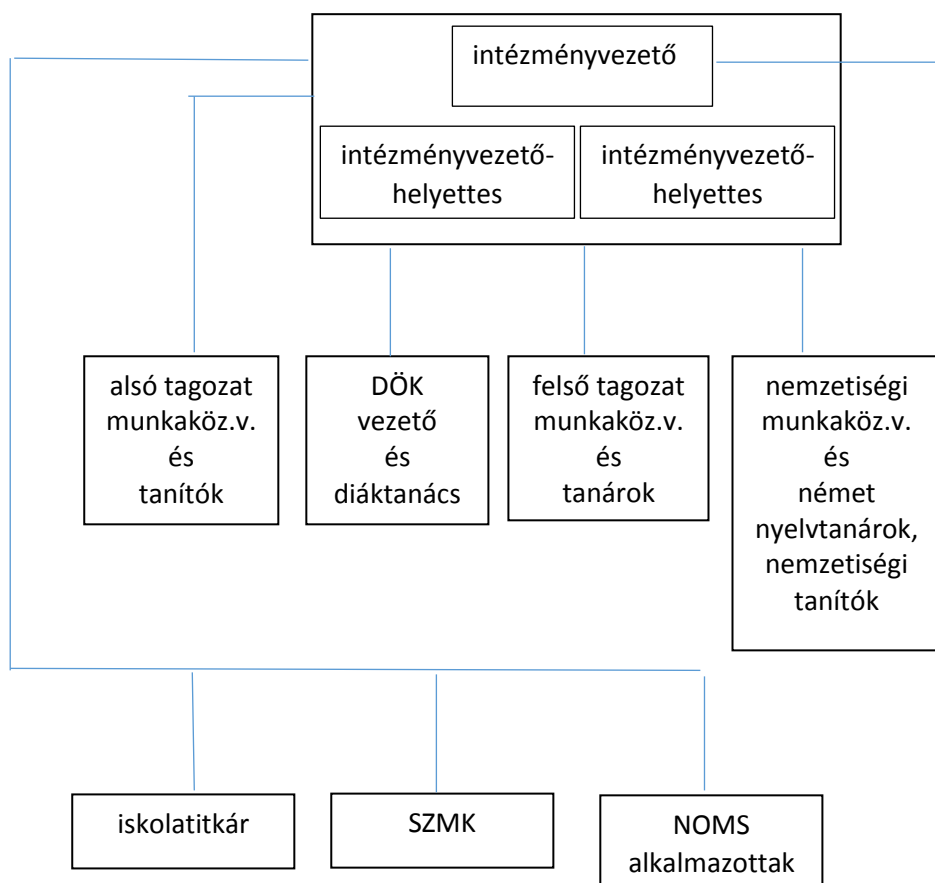 intézményvezető
intézményvezető-
helyettes
intézményvezető-
helyettes
alsó tagozat
munkaköz.v.
és
tanítók
DÖK
vezető
és
diáktanács
felső tagozat
munkaköz.v.
és
tanárok
nemzetiségi
munkaköz.v.
és
német
nyelvtanárok,
nemzetiségi
tanítók
iskolatitkár
SZMK
NOMS
alkalmazottak